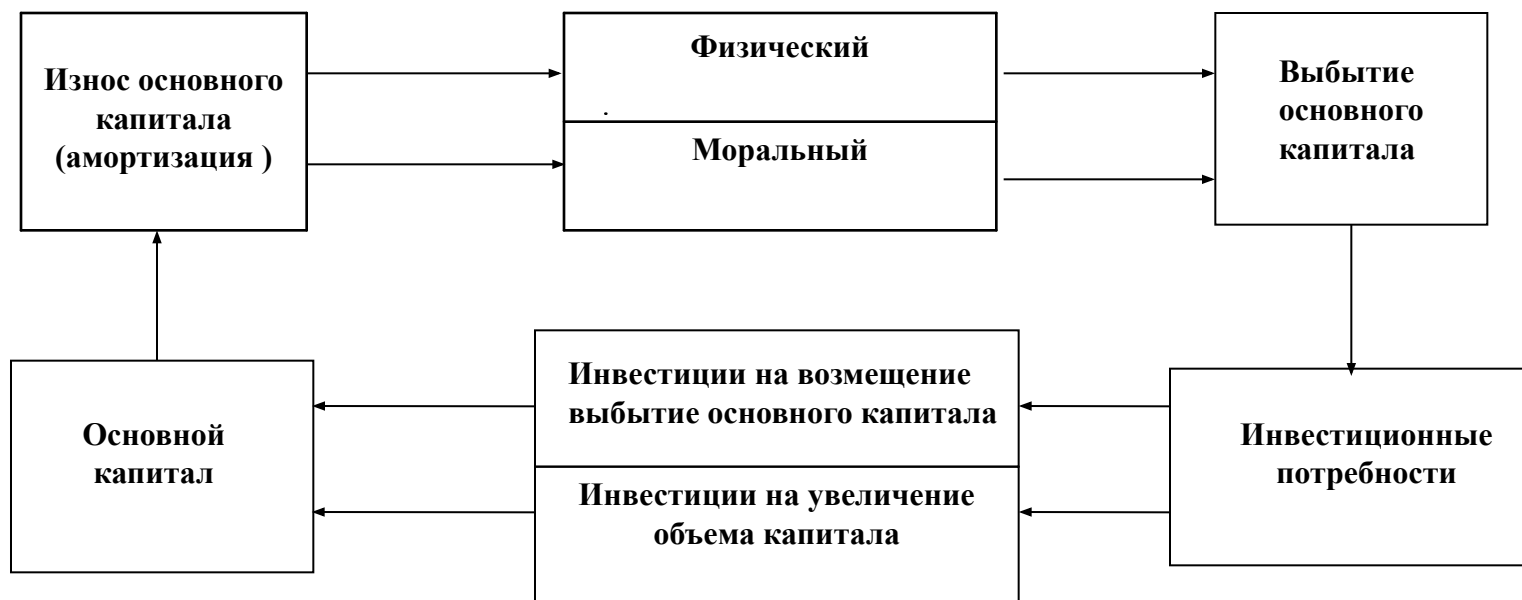 Износ основного
капитала
(амортизация )
Физический
.
Моральный
Выбытие
основного
капитала
Основной
капитал
Инвестиции на возмещение
выбытие основного капитала
Инвестиции на увеличение
объема капитала
Инвестиционные
потребности